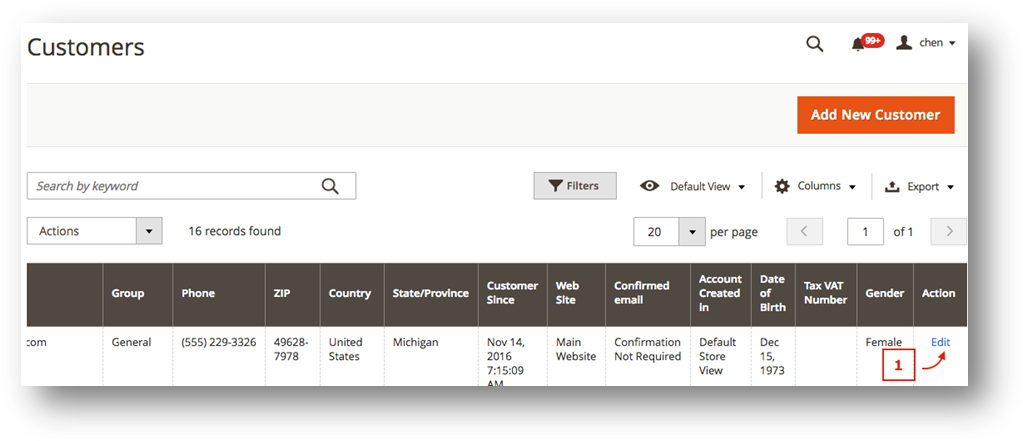 Customers
99+ chen
Add New Customer
Search by keyword Filters Default View Columns Export
Actions 16 records found 20 per page 1 of 1
Group Phone ZIP Country State/Province Customer Since Web Site Confirmed email Account Created in Date of Birth Tax VAT Number Gender Action
com General (555) 229-3326 49628-7978 United States Michigan Nov 14, 2016 7:15:09 AM Main Website Confirmation Not Required Default Store View Dec 15, 1973 Female Edit
1